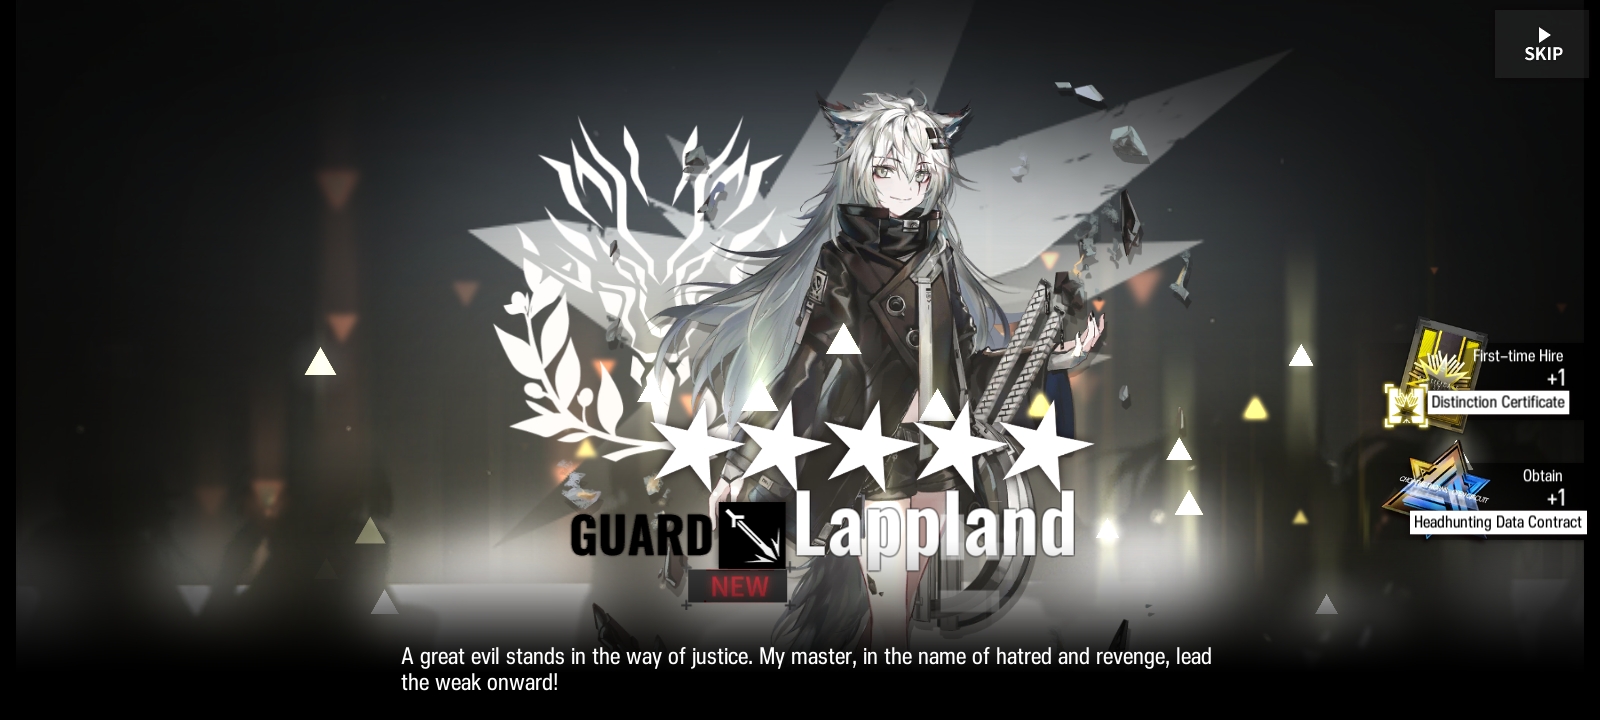 SKIP
First-time Hire
+1
Distinction Certificate
Obtain
+1
Headhunting Data Contract
GUARD Lappland
NEW
A great evil stands in the way of justice. My master, in the name of hatred and revenge, lead
the weak onward!